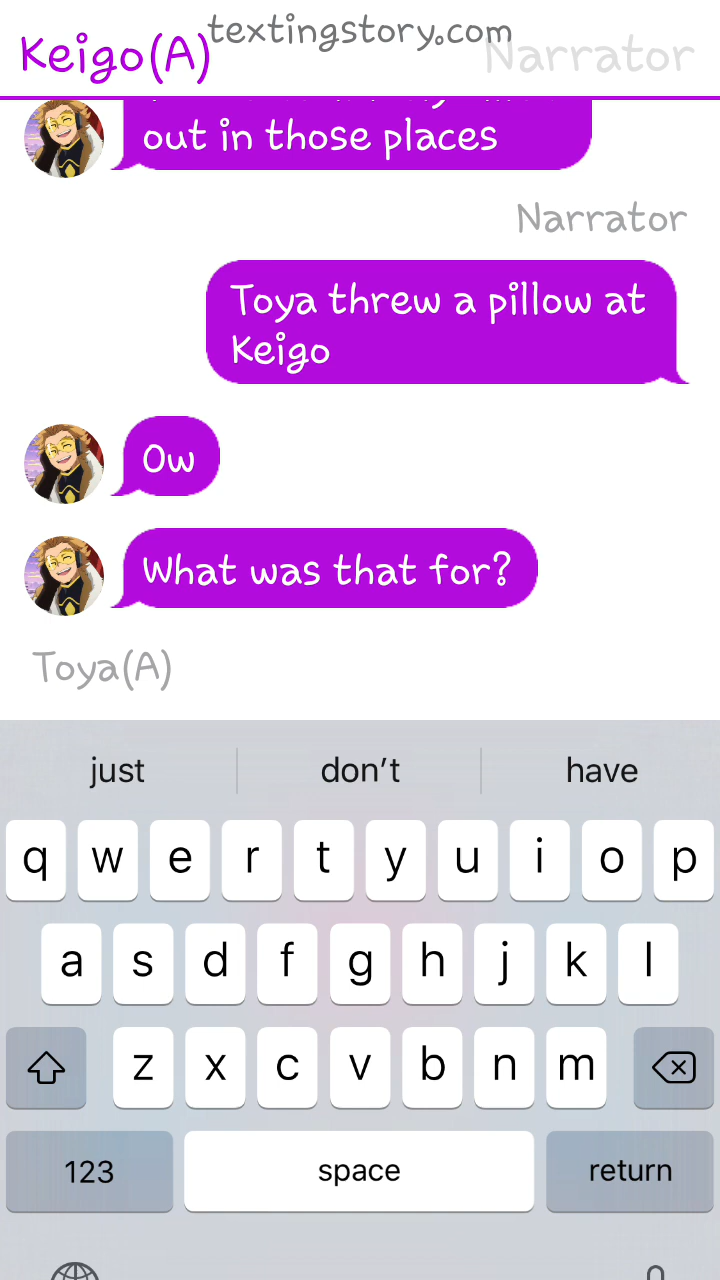 textingstory.com
Keigo(A)
Narrator
out in those places
Narrator
Toya threw a pillow at
Keigo
Ow
What was that for?
Toya(A)
just don't have
q w e r t y u i o p
a s d f g h j k l
z x c v b n m
123 space return